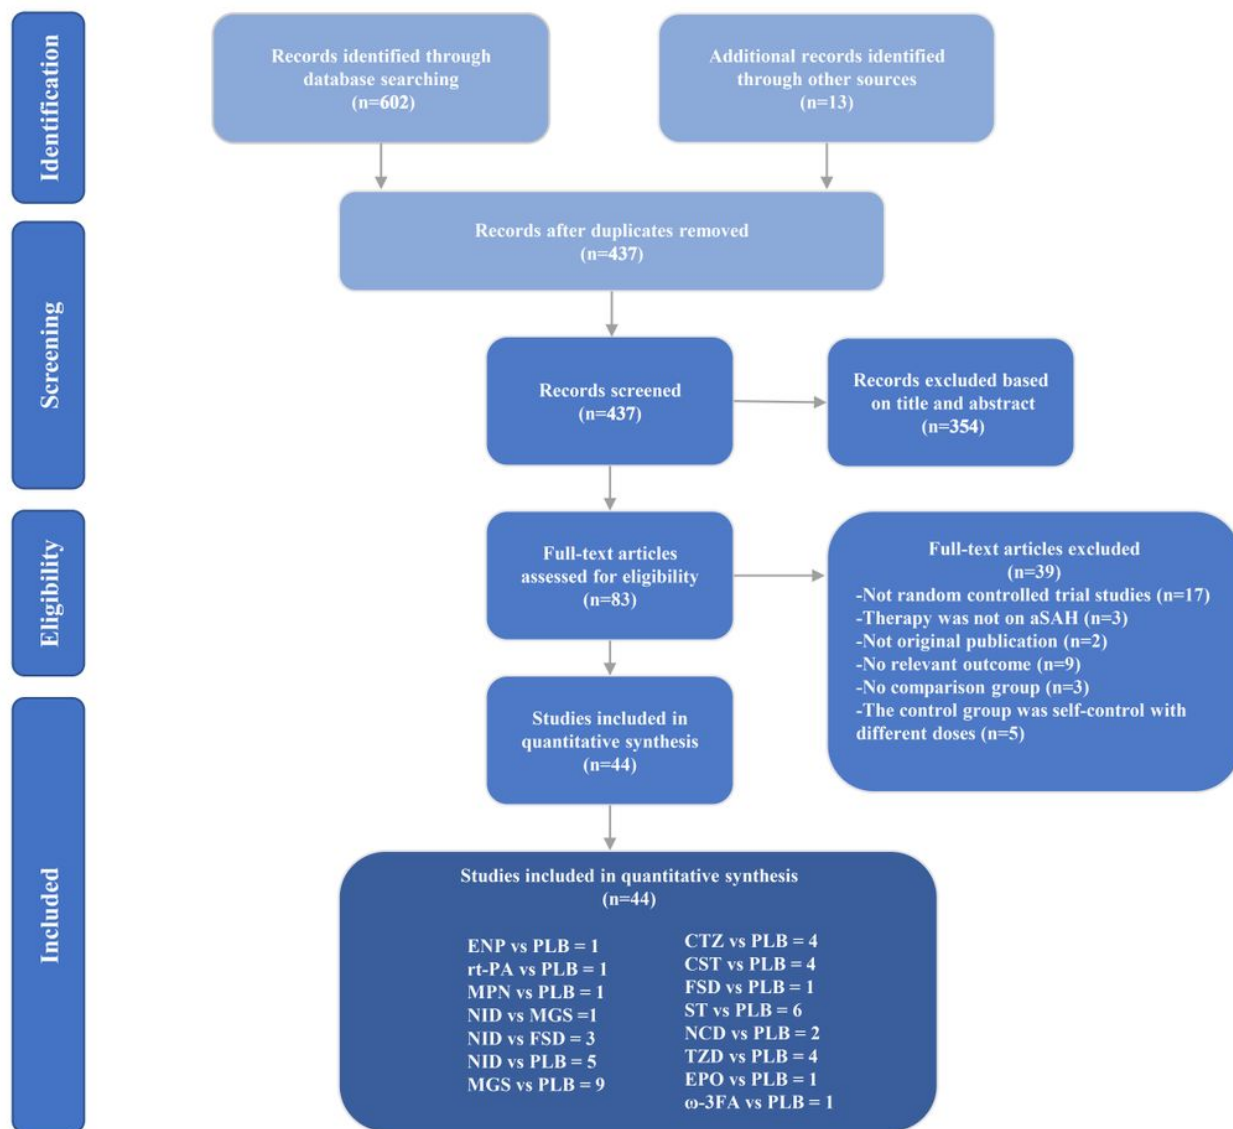 Identification
Records identified through
database searching
(n=602)
Additional records identified
through other sources
(n=13)
Records after duplicates removed
(n=437)
Screening
Records screened
(n=437)
Records excluded based
on title and abstract
(n=354)
Eligibility
Full-text articles
assessed for eligibility
(n=83)
Full-text articles excluded
(n=39)
-Not random controlled trial studies (n=17)
-Therapy was not on aSAH (n=3)
-Not original publication (n=2)
-No relevant outcome (n=9)
-No comparison group (n=3)
-The control group was self-control with
different doses (n=5)
Included
Studies included in
quantitative synthesis
(n=44)
Studies included in quantitative synthesis
(n=44)
ENP vs PLB = 1
rt-PA vs PLB = 1
MPN vs PLB = 1
NID vs MGS =1
NID vs FSD = 3
NID vs PLB = 5
MGS vs PLB = 9
CTZ vs PLB = 4
CST vs PLB = 4
FSD vs PLB = 1
ST vs PLB = 6
NCD vs PLB = 2
TZD vs PLB = 4
EPO vs PLB = 1
ω-3FA vs PLB = 1